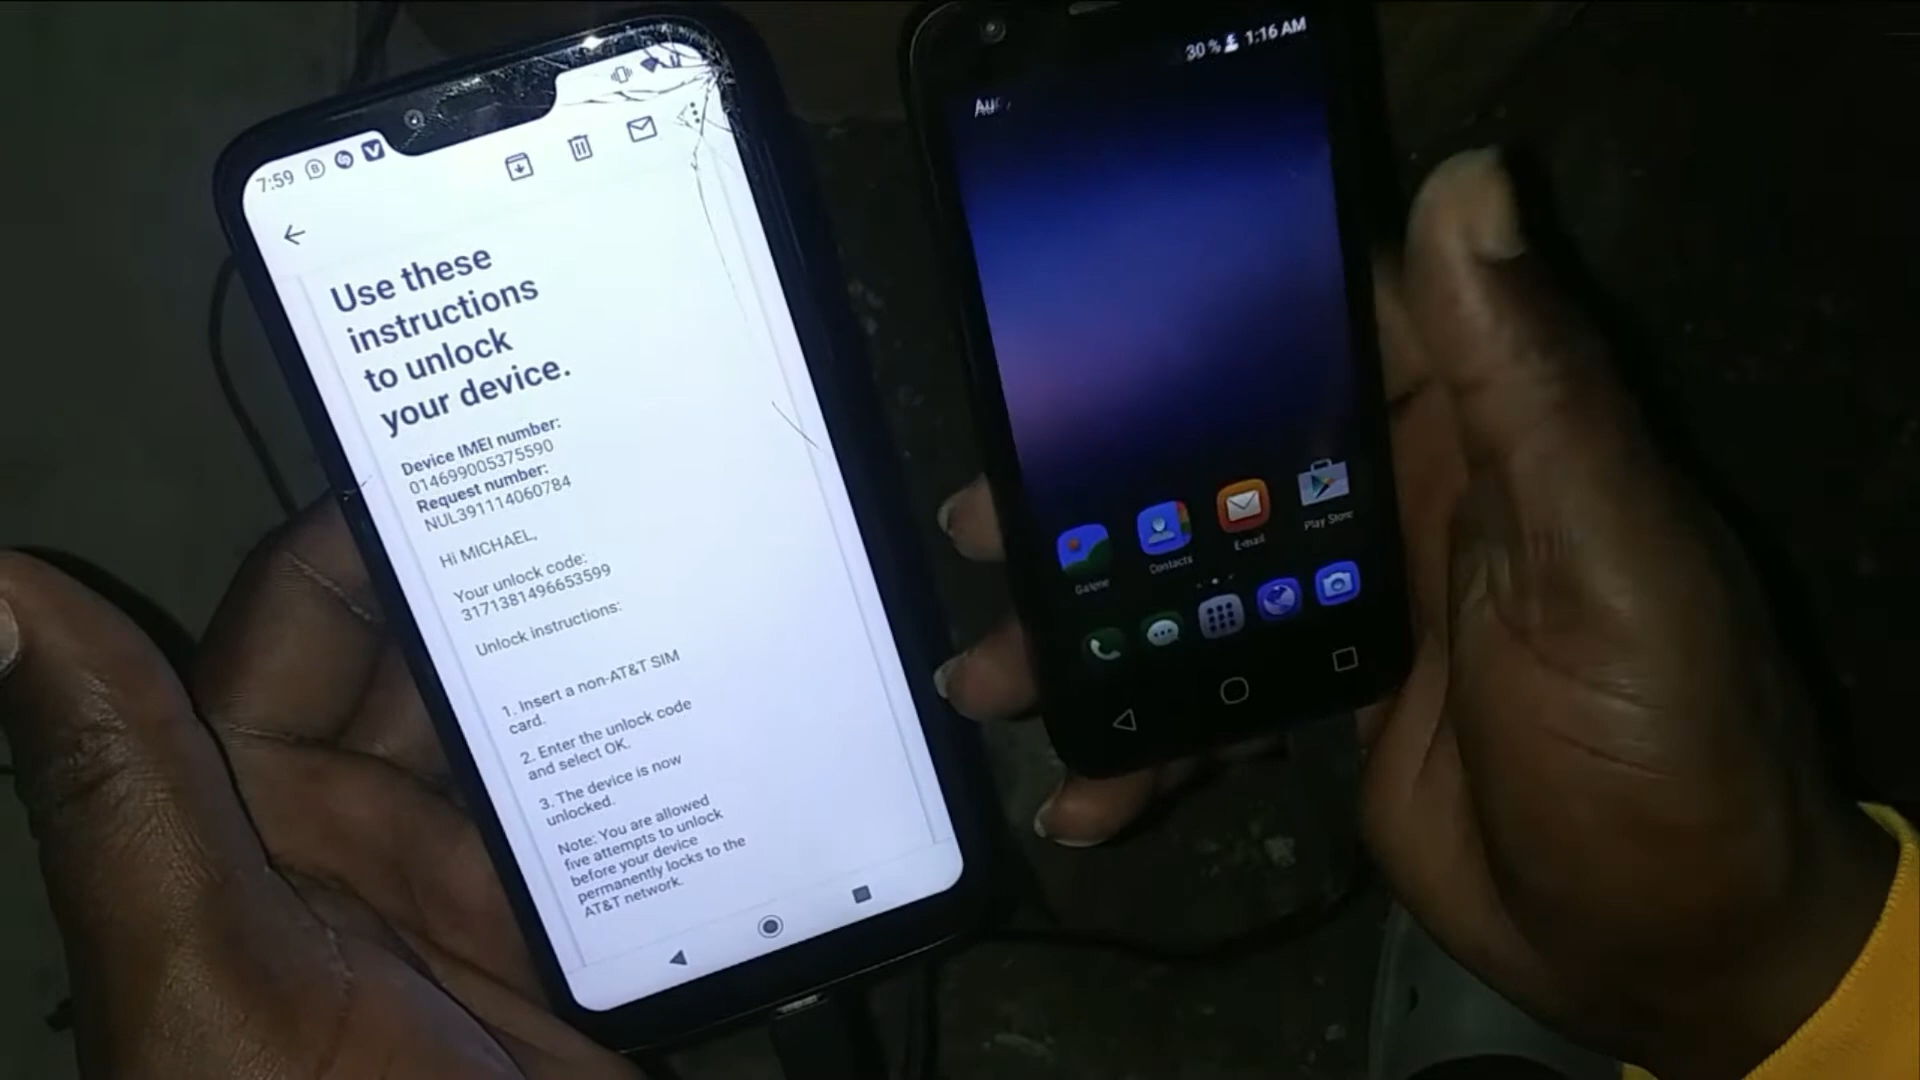 7:59
Use these
instructions
to unlock
your device.
Device IMEI number:
014699005375590
Request number:
NUL391114060784
Hi MICHAEL,
Your unlock code:
3171381496653599
Unlock instructions:
1. Insert a non-AT&T SIM
card.
2. Enter the unlock code
and select OK.
3. The device is now
unlocked.
Note: You are allowed
five attempts to unlock
before your device
permanently locks to the
AT&T network.
30 % 1:16 AM
Galerie
Contacts
E-mail
Play Store